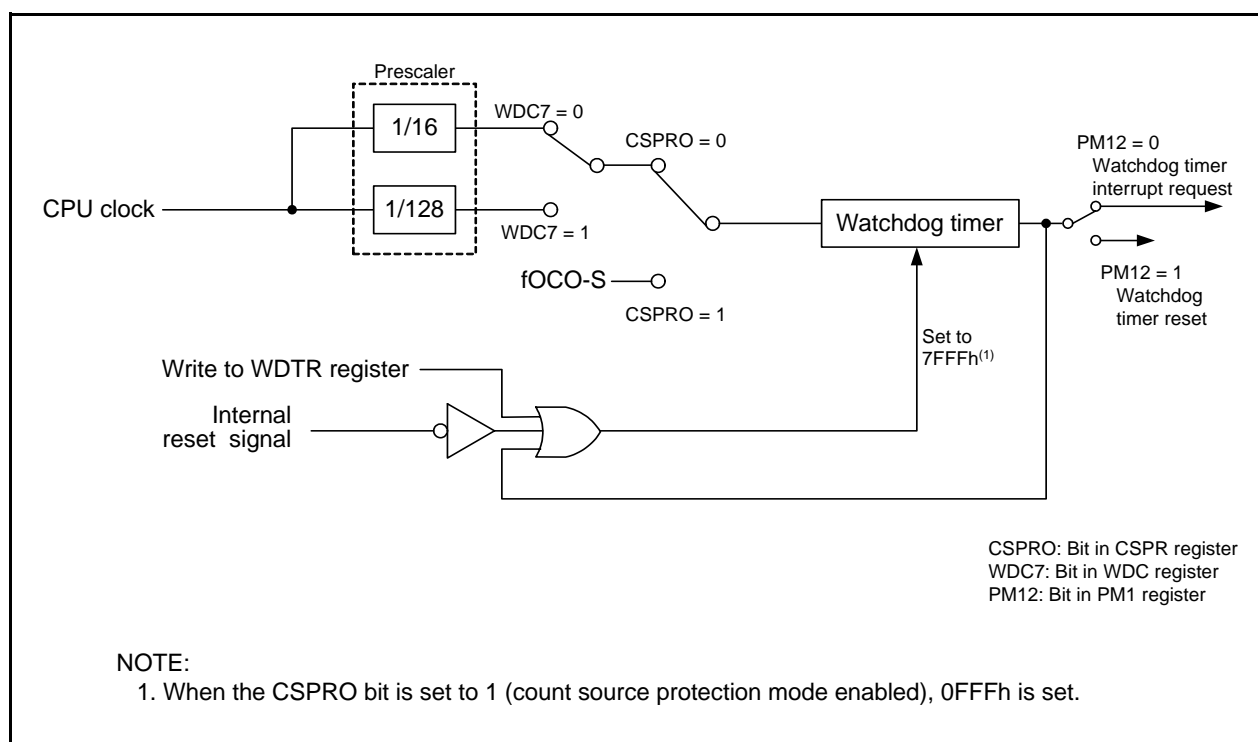 Prescaler
1/16
WDC7 = 0
CSPRO = 0
PM12 = 0
Watchdog timer
interrupt request
CPU clock
1/128
WDC7 = 1
Watchdog timer
fOCO-S
CSPRO = 1
PM12 = 1
Watchdog
timer reset
Set to
7FFFh(1)
Write to WDTR register
Internal
reset signal
CSPRO: Bit in CSPR register
WDC7: Bit in WDC register
PM12: Bit in PM1 register
NOTE:
1. When the CSPRO bit is set to 1 (count source protection mode enabled), 0FFFh is set.